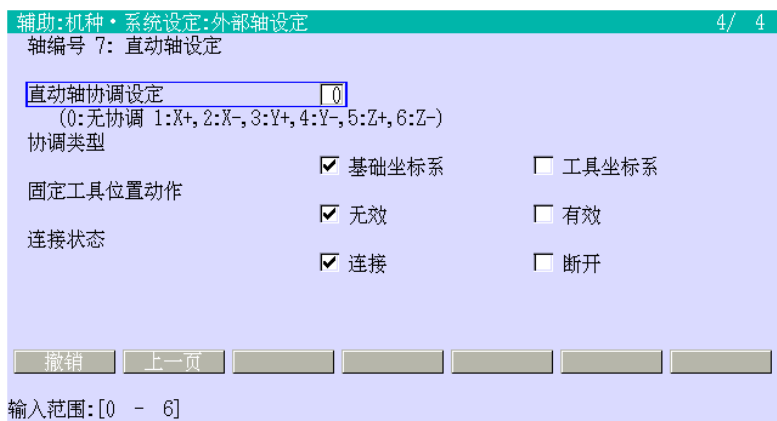 辅助:机种·系统设定:外部轴设定 4/ 4
轴编号 7: 直动轴设定
直动轴协调设定 0
(0:无协调 1:X+,2:X-,3:Y+,4:Y-,5:Z+,6:Z-)
协调类型
基础坐标系 工具坐标系
固定工具位置动作
无效 有效
连接状态
连接 断开
撤销 上一页
输入范围:[0 - 6]